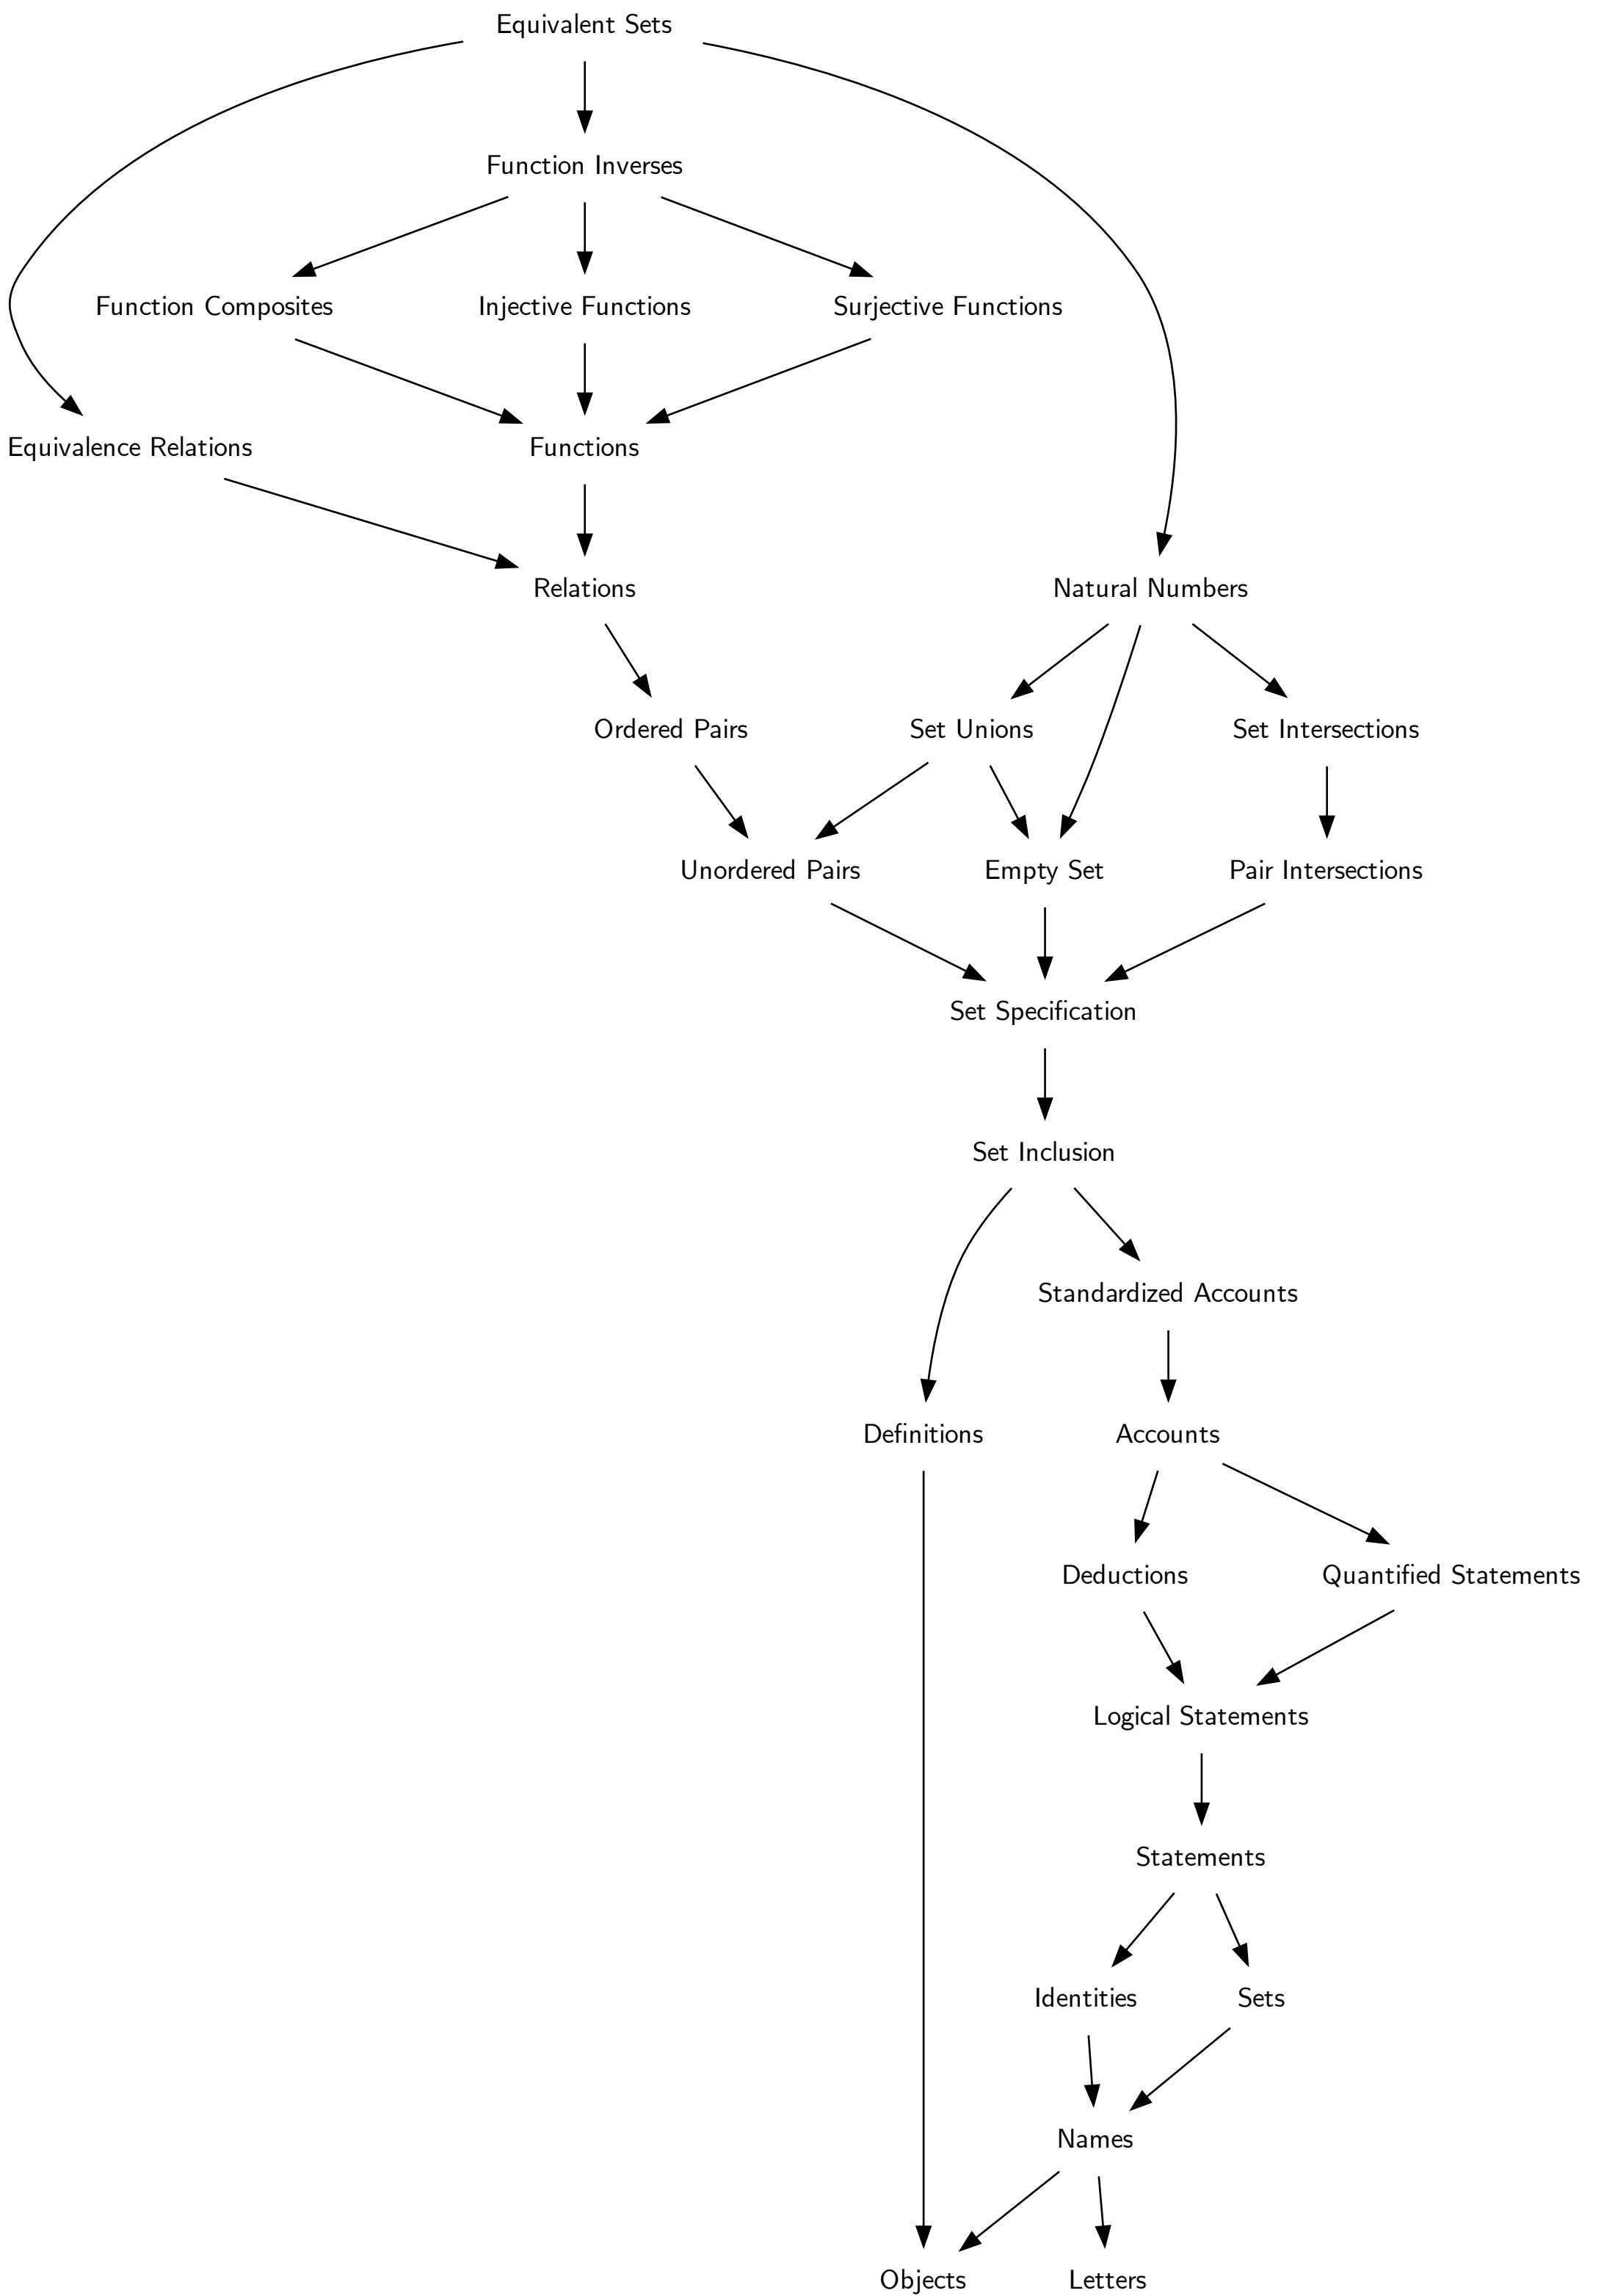 Equivalent Sets
Function Inverses
Function Composites
Injective Functions
Surjective Functions
Equivalence Relations
Functions
Relations
Natural Numbers
Ordered Pairs
Set Unions
Set Intersections
Unordered Pairs
Empty Set
Pair Intersections
Set Specification
Set Inclusion
Standardized Accounts
Definitions
Accounts
Deductions
Quantified Statements
Logical Statements
Statements
Identities
Sets
Names
Objects
Letters